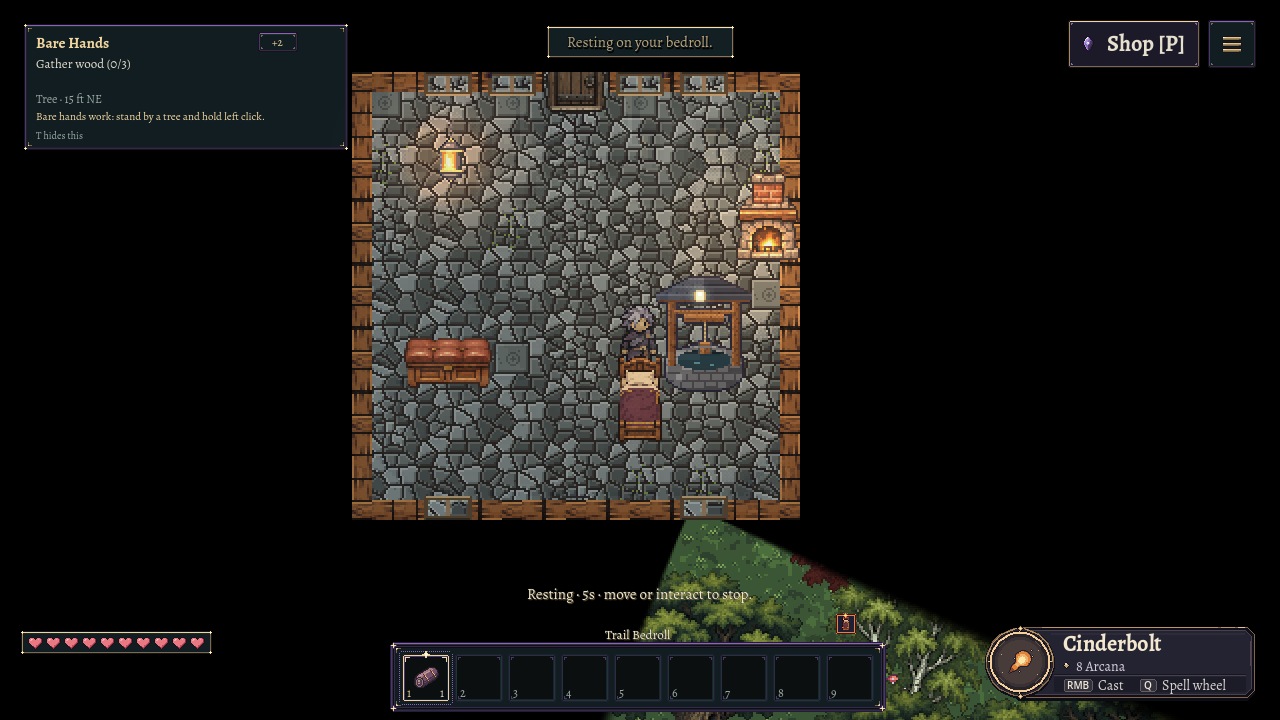 Bare Hands
+2
Gather wood (0/3)
Tree · 15 ft NE
Bare hands work: stand by a tree and hold left click.
T hides this
Resting on your bedroll.
Shop [P]
Resting · 5s · move or interact to stop.
Trail Bedroll
1 1 2 3 4 5 6 7 8 9
Cinderbolt
8 Arcana
RMB Cast Q Spell wheel